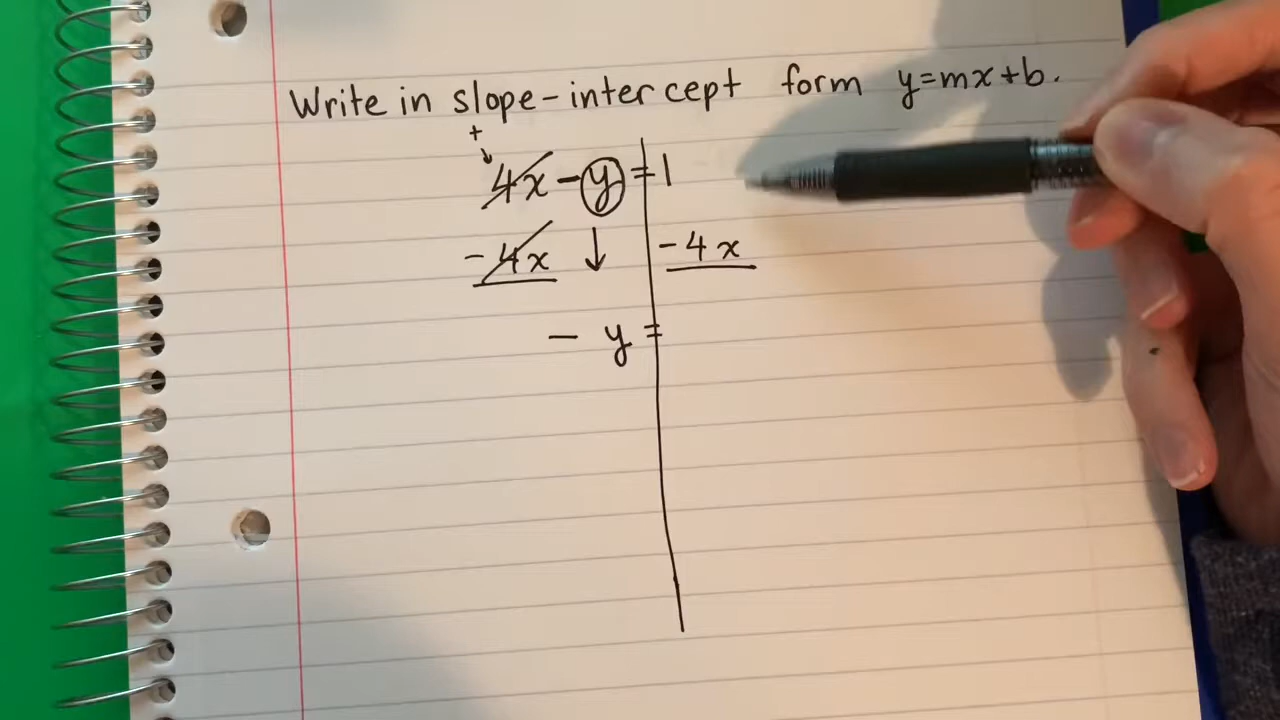 Write in slope-intercept form y=mx+b.
+
4x - y = 1
-4x ↓ -4x
- y =